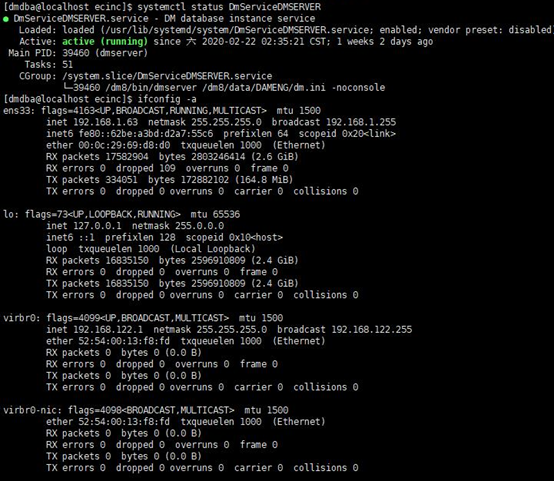 [dmdba@localhost ecinc]$ systemctl status DmServiceDMSERVER
● DmServiceDMSERVER.service - DM database instance service
Loaded: loaded (/usr/lib/systemd/system/DmServiceDMSERVER.service; enabled; vendor preset: disabled)
Active: active (running) since 六 2020-02-22 02:35:21 CST; 1 weeks 2 days ago
Main PID: 39460 (dmserver)
Tasks: 51
CGroup: /system.slice/DmServiceDMSERVER.service
└─39460 /dm8/bin/dmserver /dm8/data/DAMENG/dm.ini -noconsole
[dmdba@localhost ecinc]$ ifconfig -a
ens33: flags=4163<UP,BROADCAST,RUNNING,MULTICAST>  mtu 1500
inet 192.168.1.63  netmask 255.255.255.0  broadcast 192.168.1.255
inet6 fe80::62be:a3bd:d2a7:55c6  prefixlen 64  scopeid 0x20<link>
ether 00:0c:29:69:d8:d0  txqueuelen 1000  (Ethernet)
RX packets 17582904  bytes 2803246414 (2.6 GiB)
RX errors 0  dropped 109  overruns 0  frame 0
TX packets 334051  bytes 172882102 (164.8 MiB)
TX errors 0  dropped 0 overruns 0  carrier 0  collisions 0
lo: flags=73<UP,LOOPBACK,RUNNING>  mtu 65536
inet 127.0.0.1  netmask 255.0.0.0
inet6 ::1  prefixlen 128  scopeid 0x10<host>
loop  txqueuelen 1000  (Local Loopback)
RX packets 16835150  bytes 2596910809 (2.4 GiB)
RX errors 0  dropped 0  overruns 0  frame 0
TX packets 16835150  bytes 2596910809 (2.4 GiB)
TX errors 0  dropped 0 overruns 0  carrier 0  collisions 0
virbr0: flags=4099<UP,BROADCAST,MULTICAST>  mtu 1500
inet 192.168.122.1  netmask 255.255.255.0  broadcast 192.168.122.255
ether 52:54:00:13:f8:fd  txqueuelen 1000  (Ethernet)
RX packets 0  bytes 0 (0.0 B)
RX errors 0  dropped 0  overruns 0  frame 0
TX packets 0  bytes 0 (0.0 B)
TX errors 0  dropped 0 overruns 0  carrier 0  collisions 0
virbr0-nic: flags=4098<BROADCAST,MULTICAST>  mtu 1500
ether 52:54:00:13:f8:fd  txqueuelen 1000  (Ethernet)
RX packets 0  bytes 0 (0.0 B)
RX errors 0  dropped 0  overruns 0  frame 0
TX packets 0  bytes 0 (0.0 B)
TX errors 0  dropped 0 overruns 0  carrier 0  collisions 0